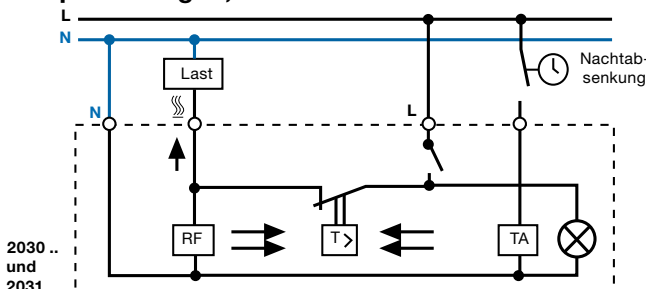 L
N
Last
Nachtab-
senkung
N
L
RF
T
TA
2030 ..
und
2031